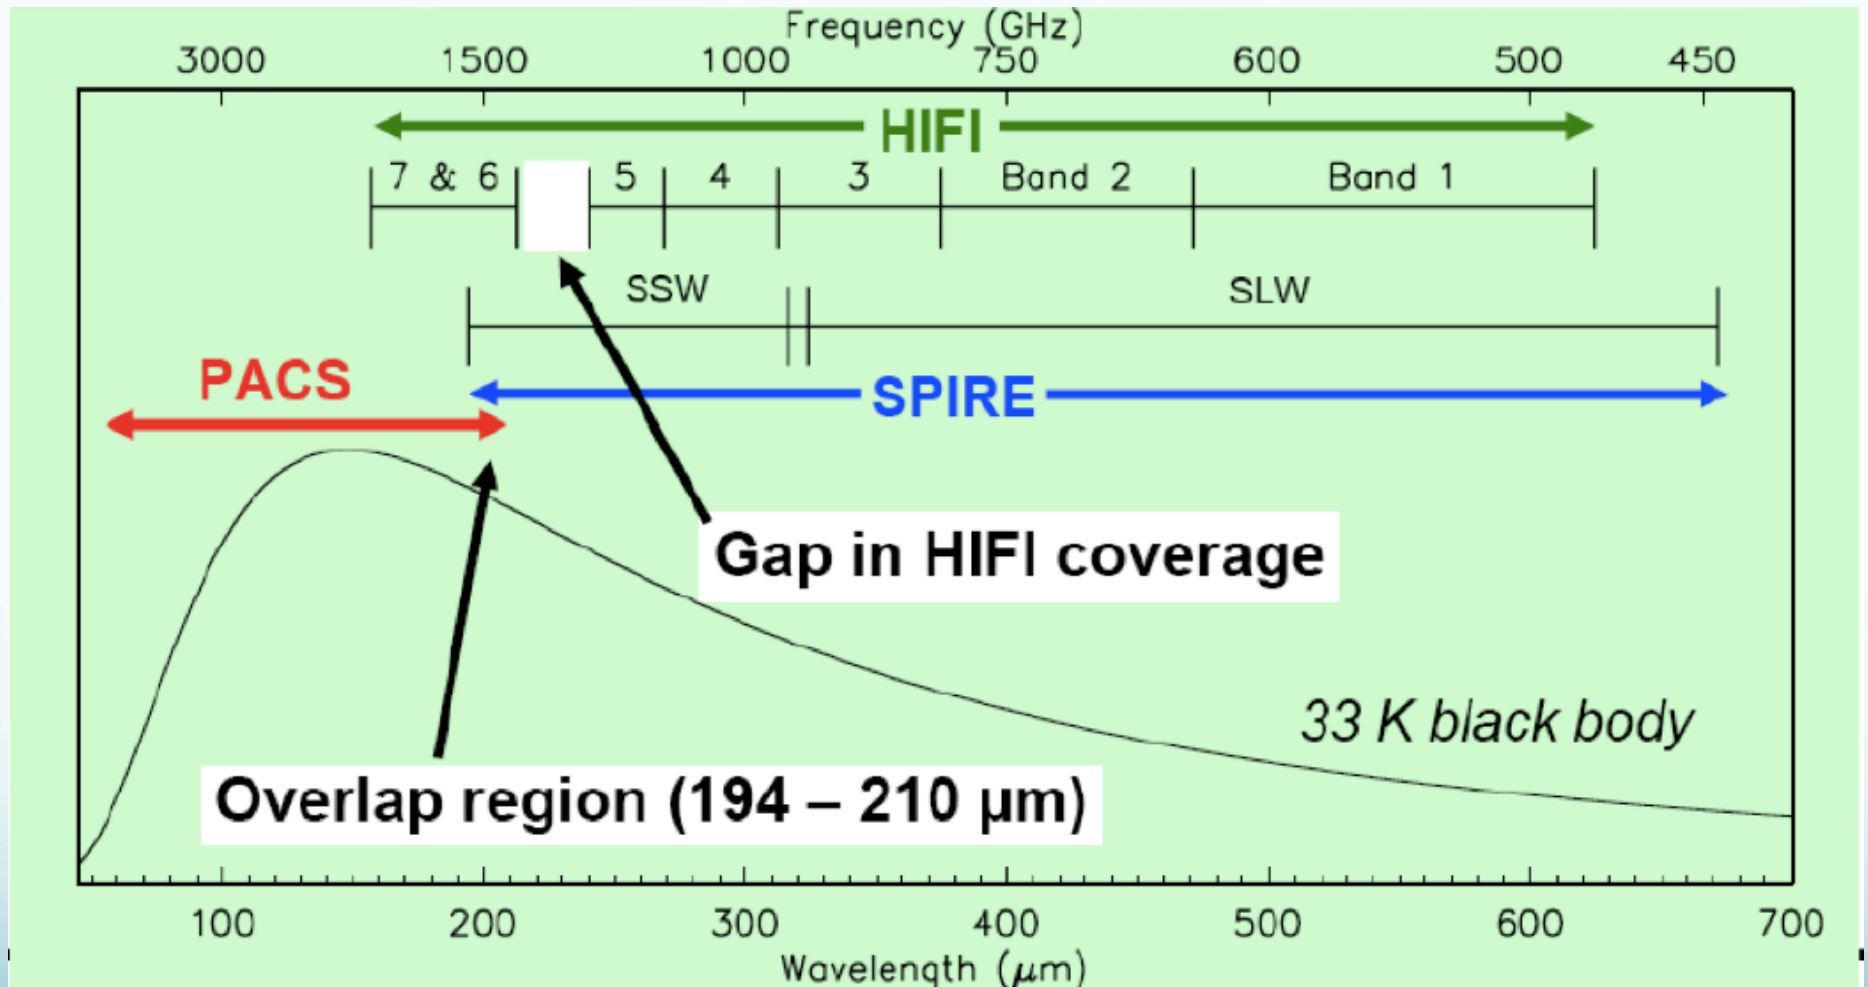 Frequency (GHz)
3000 1500 1000 750 600 500 450
HIFI
7 & 6 5 4 3 Band 2 Band 1
SSW SLW
PACS
SPIRE
Gap in HIFI coverage
33 K black body
Overlap region (194 – 210 µm)
100 200 300 400 500 600 700
Wavelength (µm)